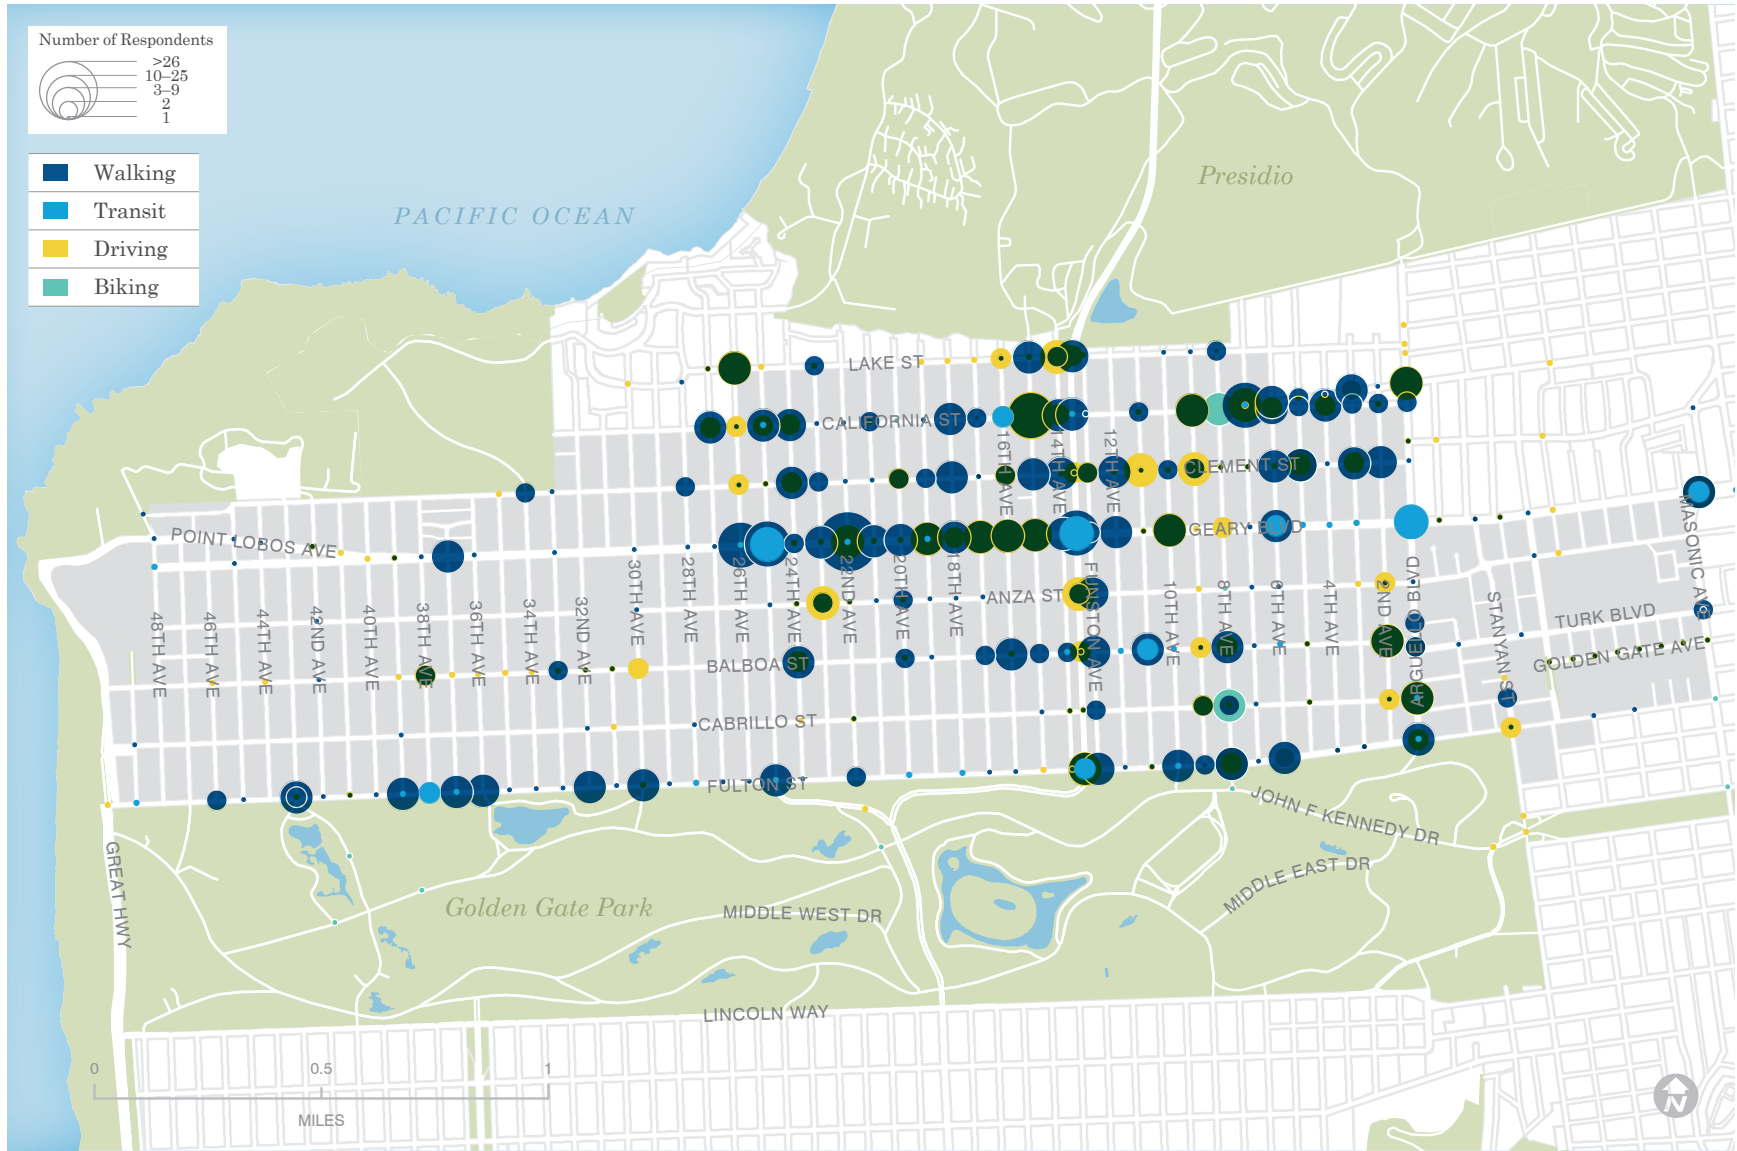 Number of Respondents
>26
10–25
3–9
2
1
Walking
Transit
Driving
Biking
PACIFIC OCEAN
Presidio
LAKE ST
CALIFORNIA ST
16TH AVE
14TH AVE
12TH AVE
CLEMENT ST
MASONIC AVE
POINT LOBOS AVE
GEARY BLVD
48TH AVE
46TH AVE
44TH AVE
42ND AVE
40TH AVE
38TH AVE
36TH AVE
34TH AVE
32ND AVE
30TH AVE
28TH AVE
26TH AVE
24TH AVE
22ND AVE
20TH AVE
18TH AVE
ANZA ST
FUNSTON AVE
10TH AVE
8TH AVE
6TH AVE
4TH AVE
2ND AVE
ARGUELLO BLVD
STANYAN ST
TURK BLVD
GOLDEN GATE AVE
BALBOA ST
CABRILLO ST
FULTON ST
JOHN F KENNEDY DR
GREAT HWY
Golden Gate Park
MIDDLE WEST DR
MIDDLE EAST DR
LINCOLN WAY
0
0.5
1
MILES
N